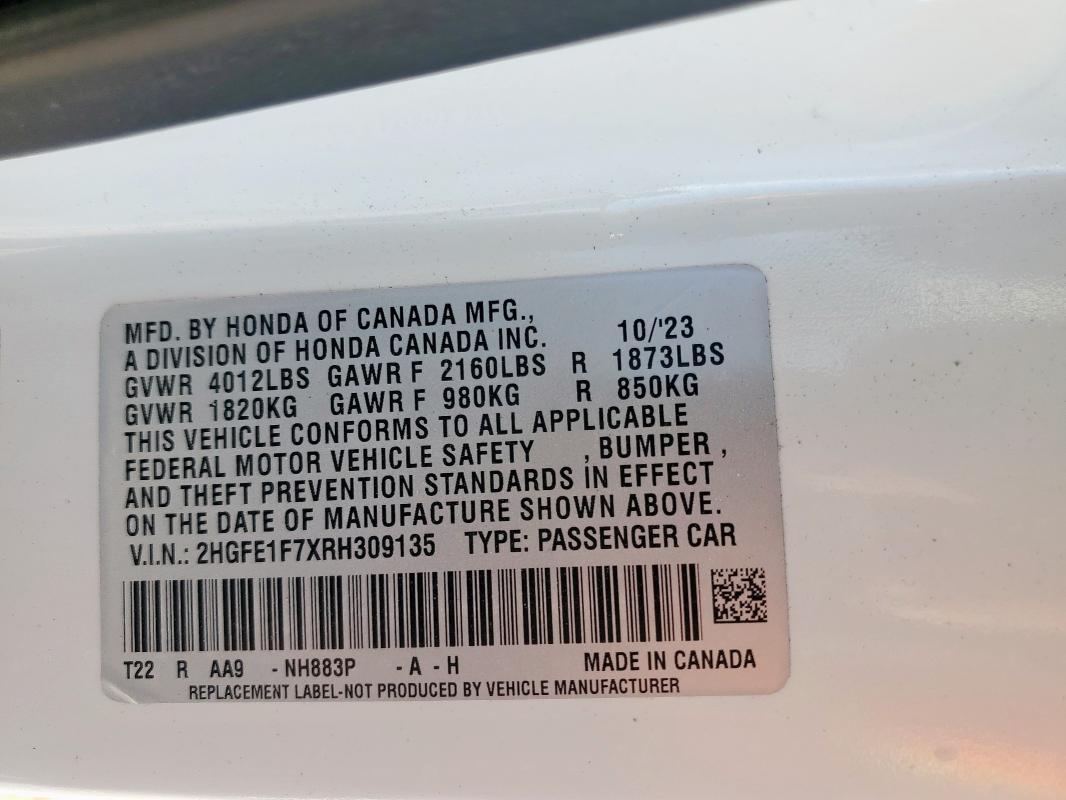 MFD. BY HONDA OF CANADA MFG.,
A DIVISION OF HONDA CANADA INC. 10/'23
GVWR 4012LBS GAWR F 2160LBS R 1873LBS
GVWR 1820KG GAWR F 980KG R 850KG
THIS VEHICLE CONFORMS TO ALL APPLICABLE
FEDERAL MOTOR VEHICLE SAFETY , BUMPER ,
AND THEFT PREVENTION STANDARDS IN EFFECT
ON THE DATE OF MANUFACTURE SHOWN ABOVE.
V.I.N.: 2HGFE1F7XRH309135 TYPE: PASSENGER CAR
T22 R AA9 - NH883P - A - H MADE IN CANADA
REPLACEMENT LABEL-NOT PRODUCED BY VEHICLE MANUFACTURER